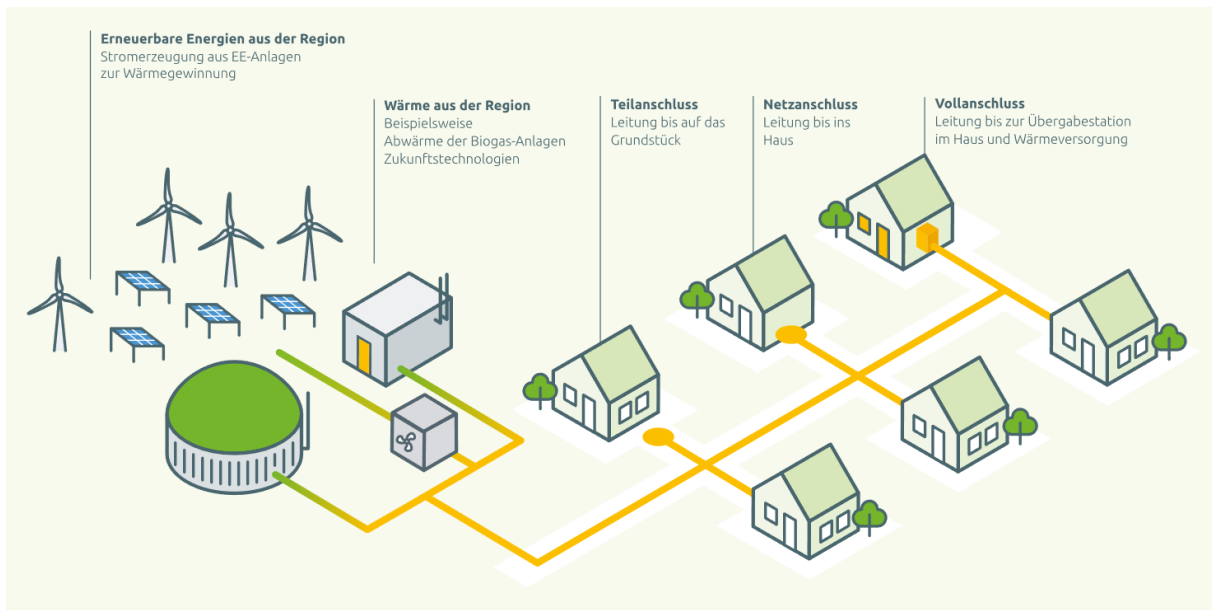 Erneuerbare Energien aus der Region
Stromerzeugung aus EE-Anlagen
zur Wärmegewinnung
Wärme aus der Region
Beispielsweise
Abwärme der Biogas-Anlagen
Zukunftstechnologien
Teilanschluss
Leitung bis auf das
Grundstück
Netzanschluss
Leitung bis ins
Haus
Vollanschluss
Leitung bis zur Übergabestation
im Haus und Wärmeversorgung